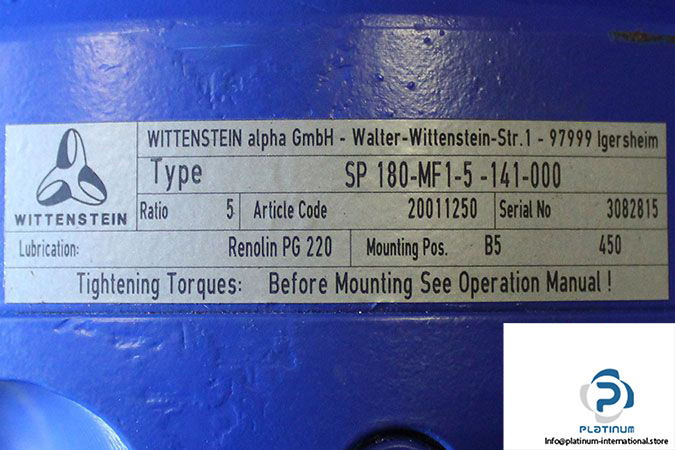 WITTENSTEIN alpha GmbH - Walter-Wittenstein-Str.1 - 97999 Igersheim
Type SP 180-MF1-5 -141-000
WITTENSTEIN
Ratio 5 Article Code 20011250 Serial No 3082815
Lubrication: Renolin PG 220 Mounting Pos. B5 450
Tightening Torques: Before Mounting See Operation Manual !
PLATINUM
Info@platinum-international.store